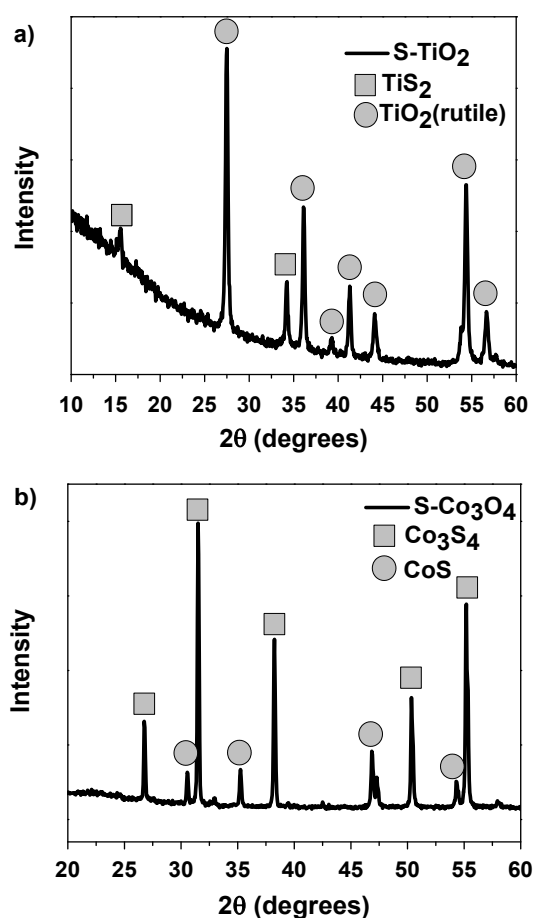 a)
S-TiO2
TiS2
TiO2(rutile)
Intensity
10 15 20 25 30 35 40 45 50 55 60
2θ (degrees)
b)
S-Co3O4
Co3S4
CoS
Intensity
20 25 30 35 40 45 50 55 60
2θ (degrees)